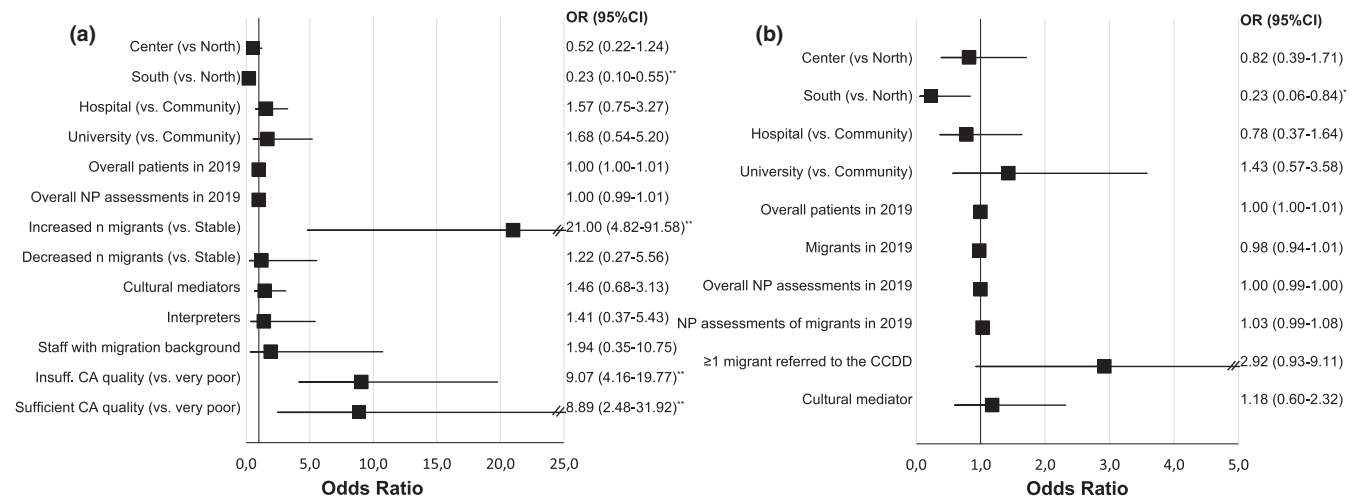 (a)
OR (95%CI)
Center (vs North) 0.52 (0.22-1.24)
South (vs. North) 0.23 (0.10-0.55)**
Hospital (vs. Community) 1.57 (0.75-3.27)
University (vs. Community) 1.68 (0.54-5.20)
Overall patients in 2019 1.00 (1.00-1.01)
Overall NP assessments in 2019 1.00 (0.99-1.01)
Increased n migrants (vs. Stable) 21.00 (4.82-91.58)**
Decreased n migrants (vs. Stable) 1.22 (0.27-5.56)
Cultural mediators 1.46 (0.68-3.13)
Interpreters 1.41 (0.37-5.43)
Staff with migration background 1.94 (0.35-10.75)
Insuff. CA quality (vs. very poor) 9.07 (4.16-19.77)**
Sufficient CA quality (vs. very poor) 8.89 (2.48-31.92)**
0,0 5,0 10,0 15,0 20,0 25,0
Odds Ratio
(b)
OR (95%CI)
Center (vs North) 0.82 (0.39-1.71)
South (vs. North) 0.23 (0.06-0.84)*
Hospital (vs. Community) 0.78 (0.37-1.64)
University (vs. Community) 1.43 (0.57-3.58)
Overall patients in 2019 1.00 (1.00-1.01)
Migrants in 2019 0.98 (0.94-1.01)
Overall NP assessments in 2019 1.00 (0.99-1.00)
NP assessments of migrants in 2019 1.03 (0.99-1.08)
≥1 migrant referred to the CCDD 2.92 (0.93-9.11)
Cultural mediator 1.18 (0.60-2.32)
0,0 1,0 2,0 3,0 4,0 5,0
Odds Ratio